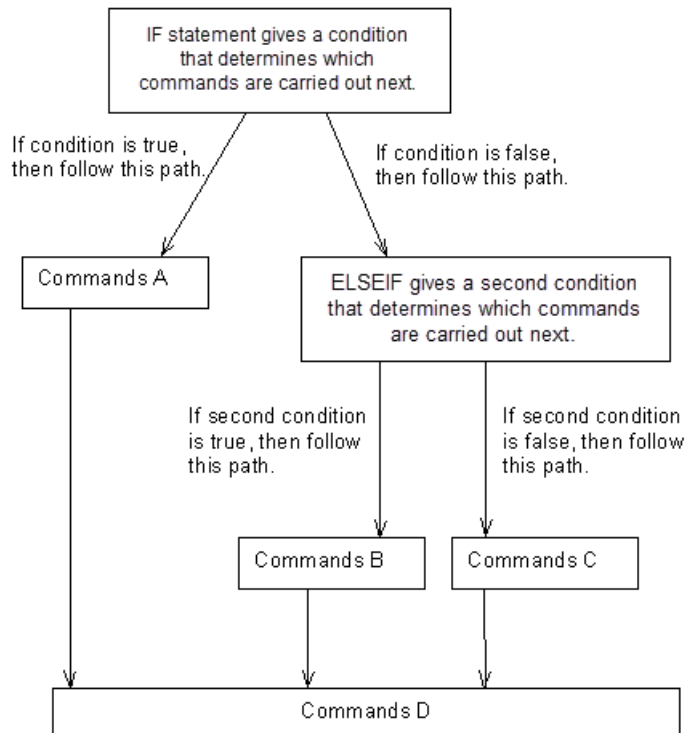 IF statement gives a condition
that determines which
commands are carried out next.
If condition is true,
then follow this path.
If condition is false,
then follow this path.
Commands A
ELSEIF gives a second condition
that determines which commands
are carried out next.
If second condition
is true, then follow
this path.
If second condition
is false, then follow
this path.
Commands B
Commands C
Commands D